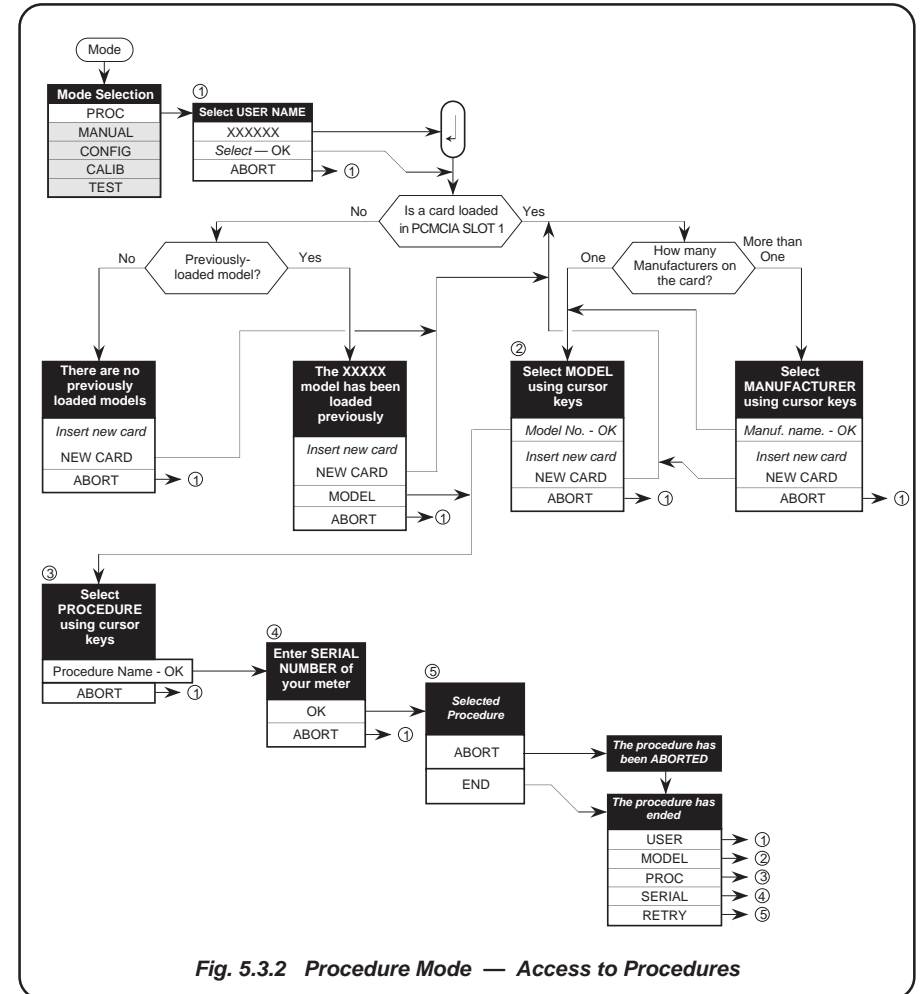 Mode
Mode Selection
PROC
MANUAL
CONFIG
CALIB
TEST
①
Select USER NAME
XXXXXX
Select — OK
ABORT
①
Is a card loaded
in PCMCIA SLOT 1
No
Yes
Previously-
loaded model?
No
Yes
How many
Manufacturers on
the card?
One
More than
One
There are no
previously
loaded models
Insert new card
NEW CARD
ABORT
①
The XXXXX
model has been
loaded
previously
Insert new card
NEW CARD
MODEL
ABORT
①
②
Select MODEL
using cursor
keys
Model No. - OK
Insert new card
NEW CARD
ABORT
①
Select
MANUFACTURER
using cursor keys
Manuf. name. - OK
Insert new card
NEW CARD
ABORT
①
③
Select
PROCEDURE
using cursor
keys
Procedure Name - OK
ABORT
①
④
Enter SERIAL
NUMBER of
your meter
OK
ABORT
①
⑤
Selected
Procedure
ABORT
END
The procedure has
been ABORTED
The procedure has
ended
USER ①
MODEL ②
PROC ③
SERIAL ④
RETRY ⑤
Fig. 5.3.2 Procedure Mode — Access to Procedures